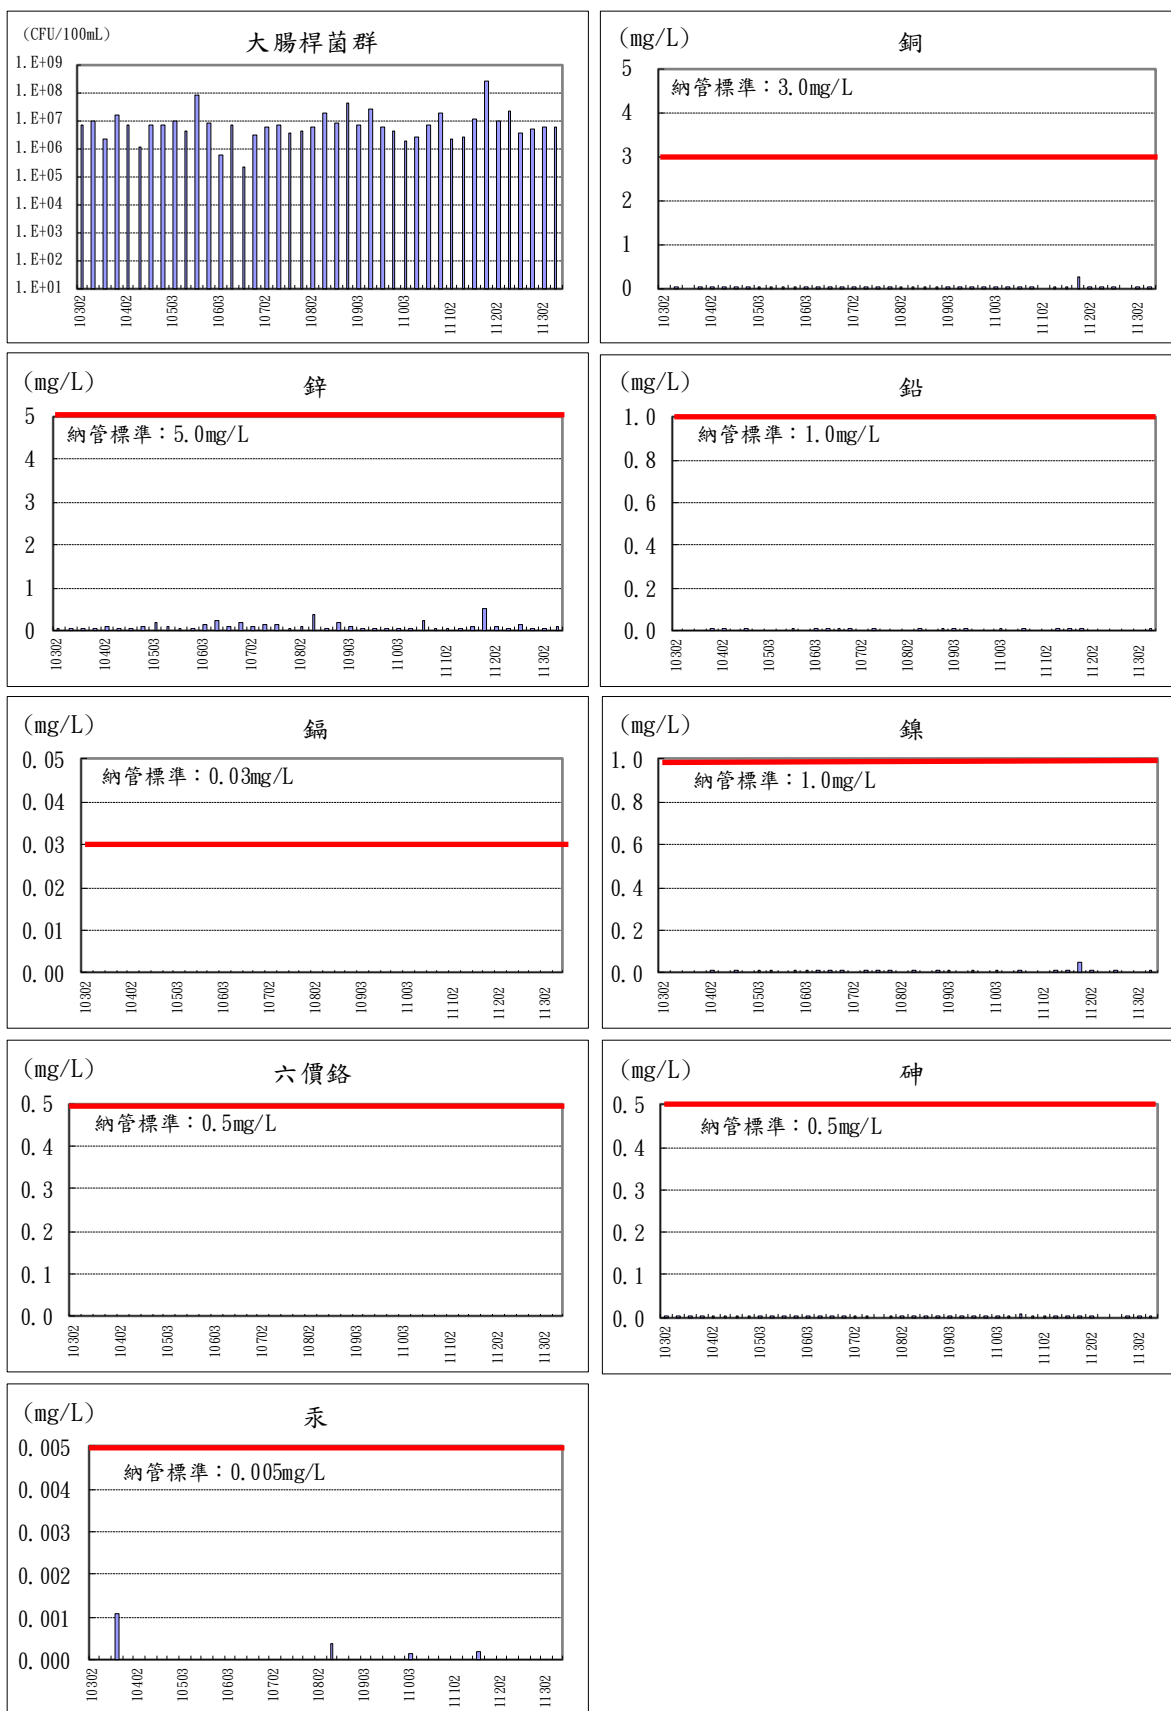 (CFU/100mL)
大腸桿菌群
1.E+09
1.E+08
1.E+07
1.E+06
1.E+05
1.E+04
1.E+03
1.E+02
1.E+01
10302 10402 10503 10603 10702 10802 10903 11003 11102 11202 11302
(mg/L)
銅
納管標準：3.0mg/L
5
4
3
2
1
0
10302 10402 10503 10603 10702 10802 10903 11003 11102 11202 11302
(mg/L)
鋅
納管標準：5.0mg/L
5
4
3
2
1
0
10302 10402 10503 10603 10702 10802 10903 11003 11102 11202 11302
(mg/L)
鉛
納管標準：1.0mg/L
1.0
0.8
0.6
0.4
0.2
0.0
10302 10402 10503 10603 10702 10802 10903 11003 11102 11202 11302
(mg/L)
鎘
納管標準：0.03mg/L
0.05
0.04
0.03
0.02
0.01
0.00
10302 10402 10503 10603 10702 10802 10903 11003 11102 11202 11302
(mg/L)
鎳
納管標準：1.0mg/L
1.0
0.8
0.6
0.4
0.2
0.0
10302 10402 10503 10603 10702 10802 10903 11003 11102 11202 11302
(mg/L)
六價鉻
納管標準：0.5mg/L
0.5
0.4
0.3
0.2
0.1
0.0
10302 10402 10503 10603 10702 10802 10903 11003 11102 11202 11302
(mg/L)
砷
納管標準：0.5mg/L
0.5
0.4
0.3
0.2
0.1
0.0
10302 10402 10503 10603 10702 10802 10903 11003 11102 11202 11302
(mg/L)
汞
納管標準：0.005mg/L
0.005
0.004
0.003
0.002
0.001
0.000
10302 10402 10503 10603 10702 10802 10903 11003 11102 11202 11302